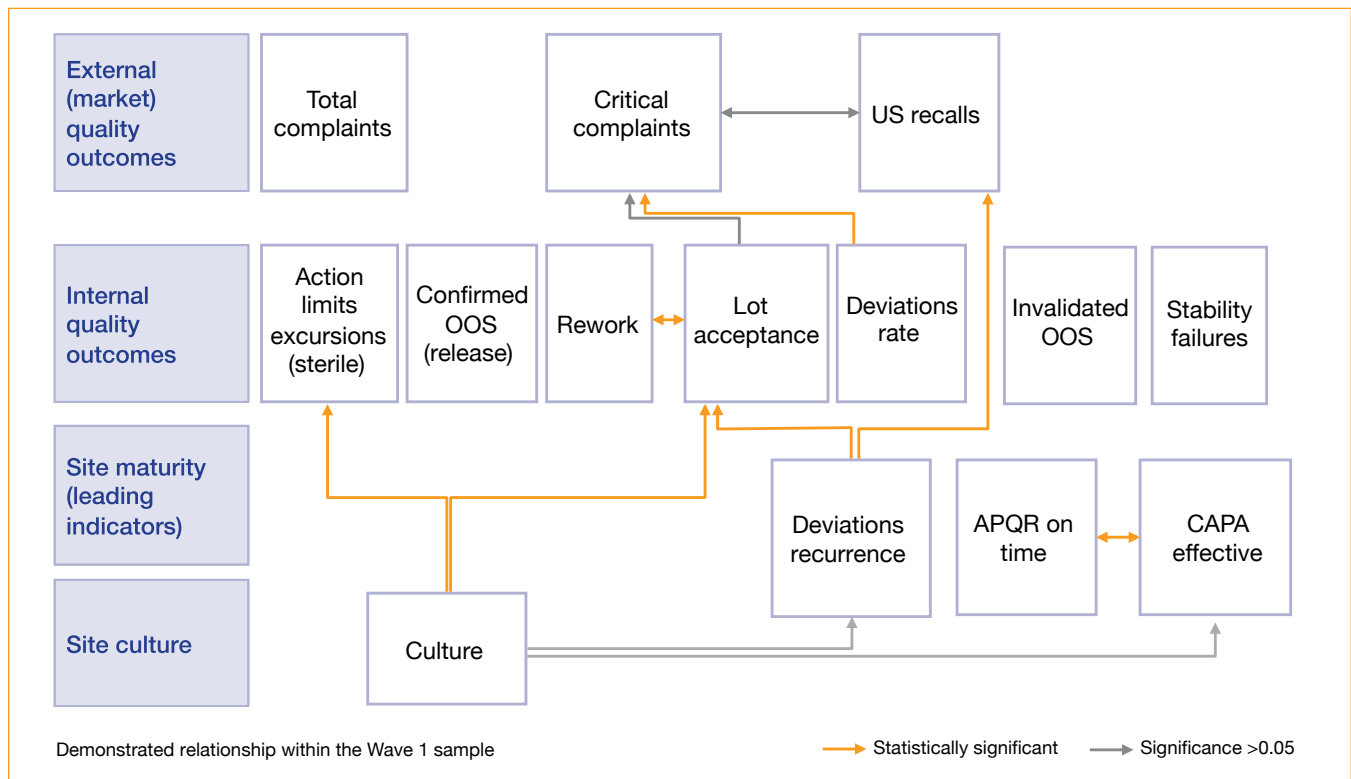 External
(market)
quality
outcomes
Total
complaints
Critical
complaints
US recalls
Internal
quality
outcomes
Action
limits
excursions
(sterile)
Confirmed
OOS
(release)
Rework
Lot
acceptance
Deviations
rate
Invalidated
OOS
Stability
failures
Site maturity
(leading
indicators)
Deviations
recurrence
APQR on
time
CAPA
effective
Site culture
Culture
Demonstrated relationship within the Wave 1 sample
Statistically significant
Significance >0.05